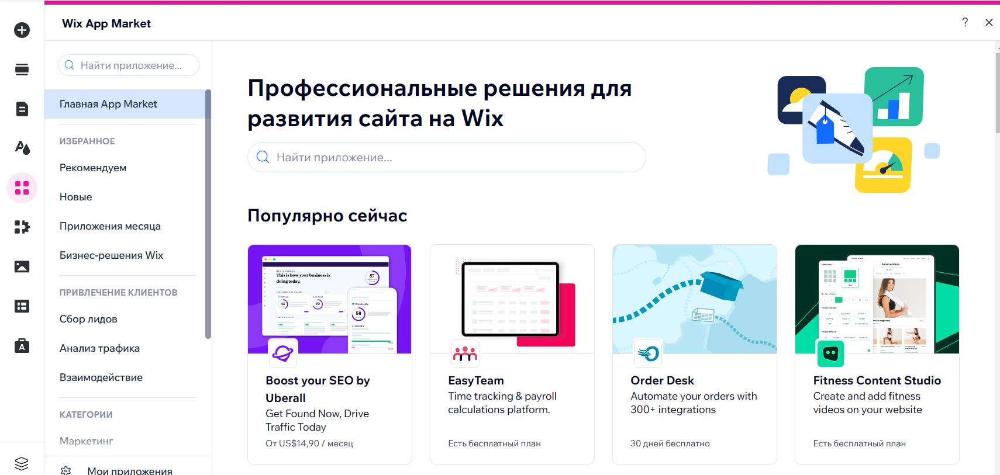 Wix App Market
?
Найти приложение...
Главная App Market
ИЗБРАННОЕ
Рекомендуем
Новые
Приложения месяца
Бизнес-решения Wix
ПРИВЛЕЧЕНИЕ КЛИЕНТОВ
Сбор лидов
Анализ трафика
Взаимодействие
КАТЕГОРИИ
Маркетинг
Мои приложения
Профессиональные решения для
развития сайта на Wix
Найти приложение...
Популярно сейчас
This is how your business is
doing today.
57
43
70
58
Boost your SEO by
Uberall
Get Found Now, Drive
Traffic Today
От US$14,90 / месяц
EasyTeam
Time tracking & payroll
calculations platform.
Есть бесплатный план
Order Desk
Automate your orders with
300+ integrations
30 дней бесплатно
Sarah Adams
Fitness Content Studio
Create and add fitness
videos on your website
Есть бесплатный план